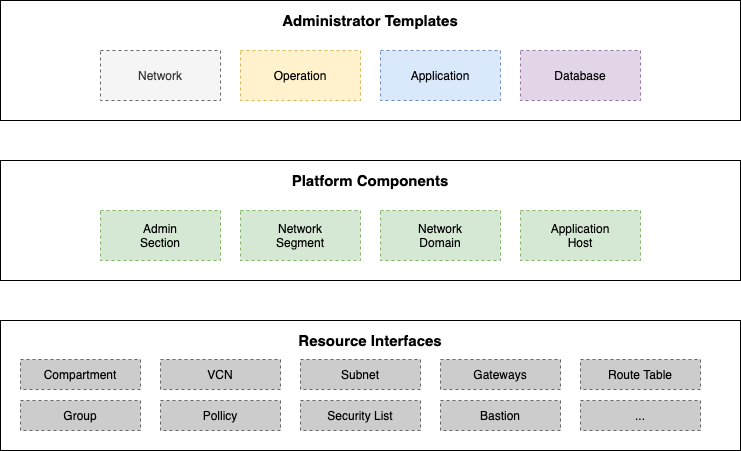 Administrator Templates
Network
Operation
Application
Database
Platform Components
Admin
Section
Network
Segment
Network
Domain
Application
Host
Resource Interfaces
Compartment
VCN
Subnet
Gateways
Route Table
Group
Pollicy
Security List
Bastion
...